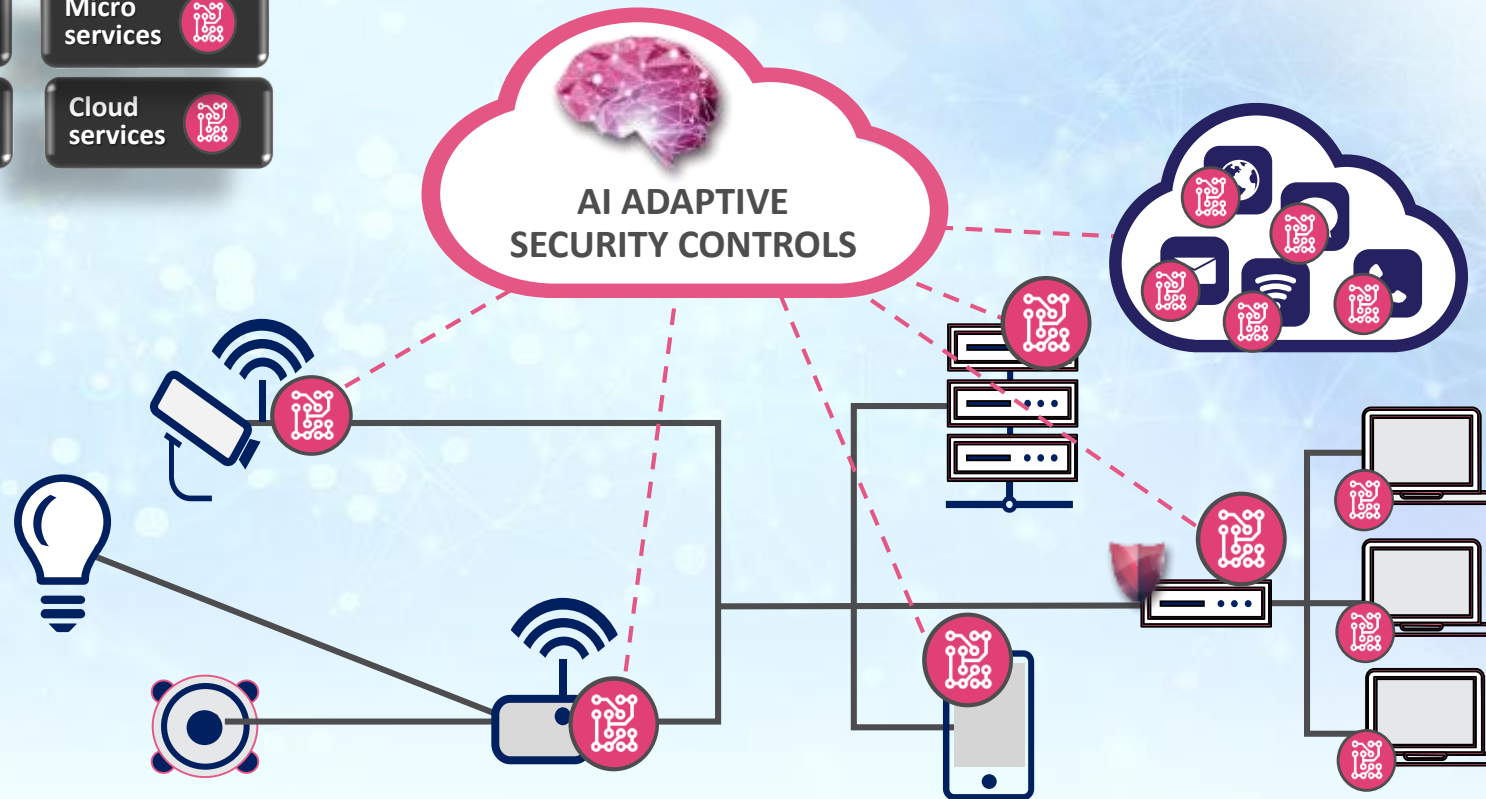 Micro
services
Cloud
services
AI ADAPTIVE
SECURITY CONTROLS